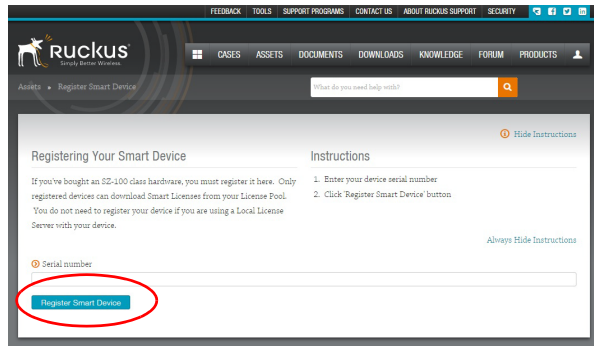 FEEDBACK TOOLS SUPPORT PROGRAMS CONTACT US ABOUT RUCKUS SUPPORT SECURITY
Ruckus
Simply Better Wireless.
CASES ASSETS DOCUMENTS DOWNLOADS KNOWLEDGE FORUM PRODUCTS
Assets • Register Smart Device
What do you need help with?
Hide Instructions
Registering Your Smart Device
If you've bought an SZ-100 class hardware, you must register it here. Only
registered devices can download Smart Licenses from your License Pool.
You do not need to register your device if you are using a Local License
Server with your device.
Instructions
1. Enter your device serial number
2. Click 'Register Smart Device' button
Always Hide Instructions
Serial number
Register Smart Device